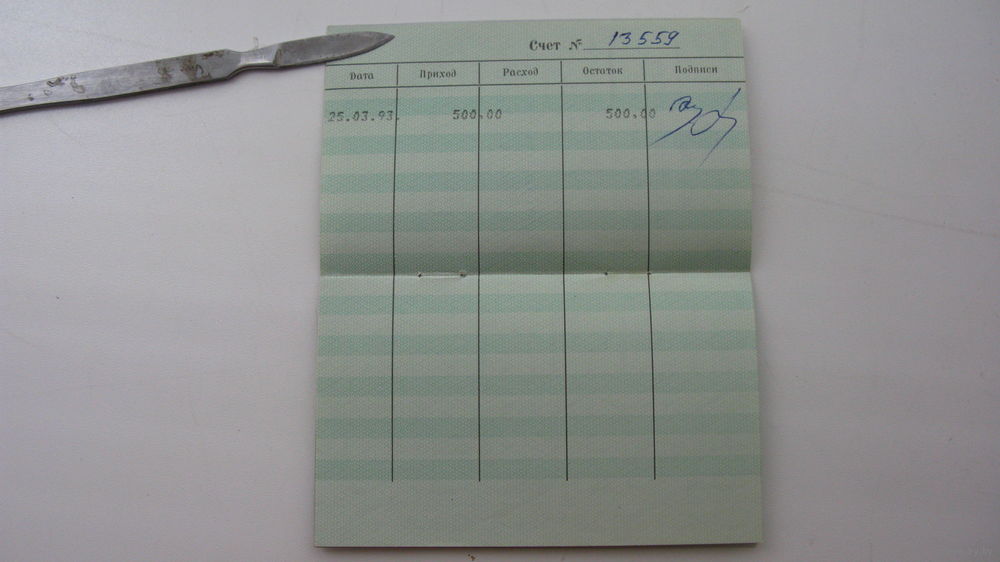 Счет № 13559
Дата Приход Расход Остаток Подписи
25.03.93. 500,00 500,00